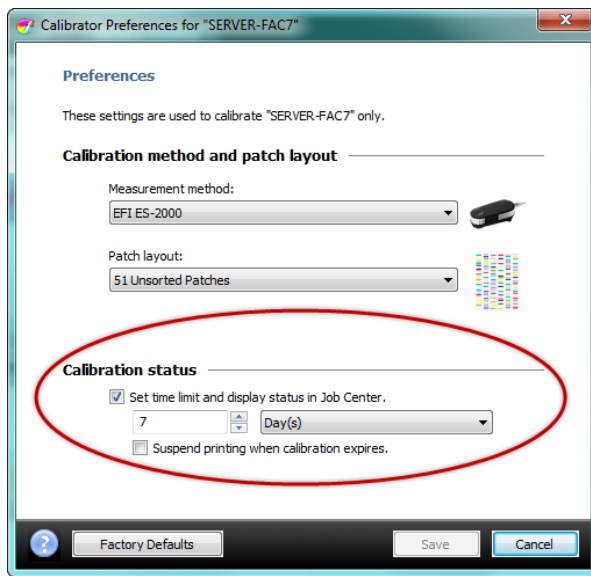 Calibrator Preferences for "SERVER-FAC7"
Preferences
These settings are used to calibrate "SERVER-FAC7" only.
Calibration method and patch layout
Measurement method:
EFI ES-2000
Patch layout:
51 Unsorted Patches
Calibration status
Set time limit and display status in Job Center.
7 Day(s)
Suspend printing when calibration expires.
? Factory Defaults Save Cancel